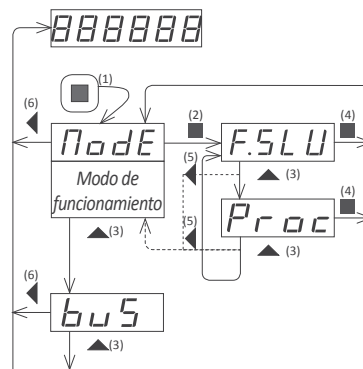 888888
(1)
(6) (2) (4)
ModE F.SLU
Modo de
funcionamiento
(5) (3) (4)
Proc
(5) (3) (3)
(6)
buS
(3)